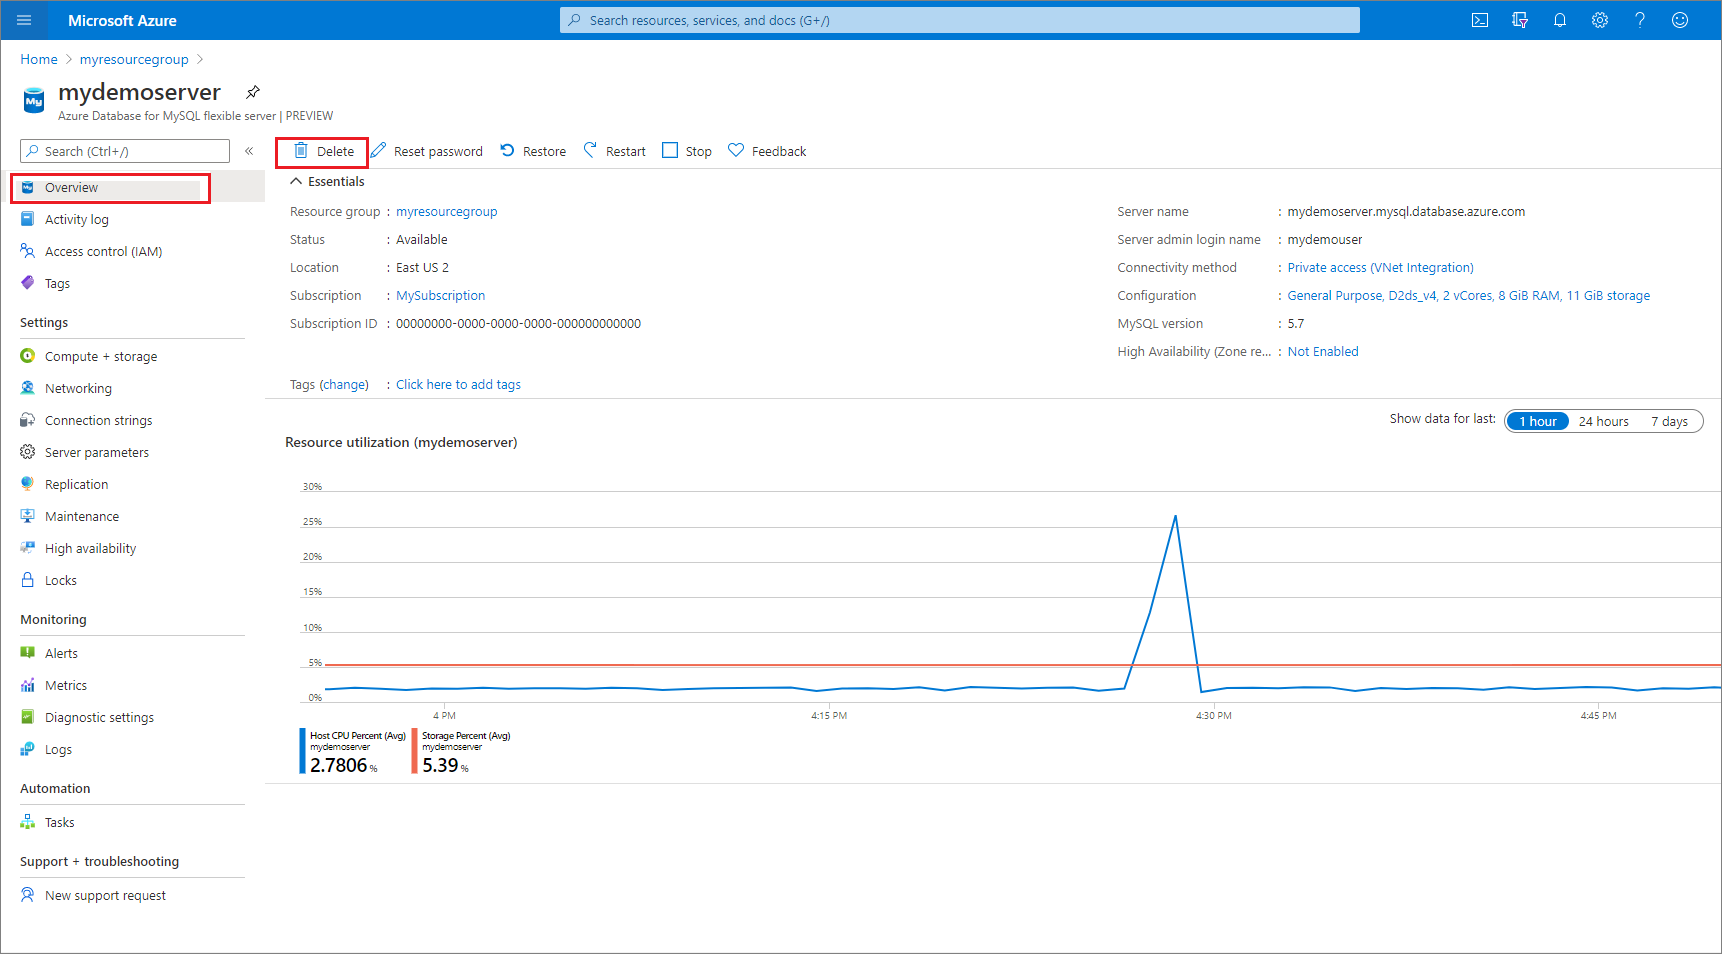 Microsoft Azure
Search resources, services, and docs (G+/)
Home > myresourcegroup >
mydemoserver
Azure Database for MySQL flexible server | PREVIEW
Search (Ctrl+/)
«
Delete
Reset password
Restore
Restart
Stop
Feedback
Overview
Activity log
Access control (IAM)
Tags
Settings
Compute + storage
Networking
Connection strings
Server parameters
Replication
Maintenance
High availability
Locks
Monitoring
Alerts
Metrics
Diagnostic settings
Logs
Automation
Tasks
Support + troubleshooting
New support request
Essentials
Resource group : myresourcegroup
Status : Available
Location : East US 2
Subscription : MySubscription
Subscription ID : 00000000-0000-0000-0000-000000000000
Tags (change) : Click here to add tags
Server name : mydemoserver.mysql.database.azure.com
Server admin login name : mydemouser
Connectivity method : Private access (VNet Integration)
Configuration : General Purpose, D2ds_v4, 2 vCores, 8 GiB RAM, 11 GiB storage
MySQL version : 5.7
High Availability (Zone re... : Not Enabled
Show data for last: 1 hour 24 hours 7 days
Resource utilization (mydemoserver)
30%
25%
20%
15%
10%
5%
0%
4 PM 4:15 PM 4:30 PM 4:45 PM
Host CPU Percent (Avg)
mydemoserver
2.7806 %
Storage Percent (Avg)
mydemoserver
5.39 %